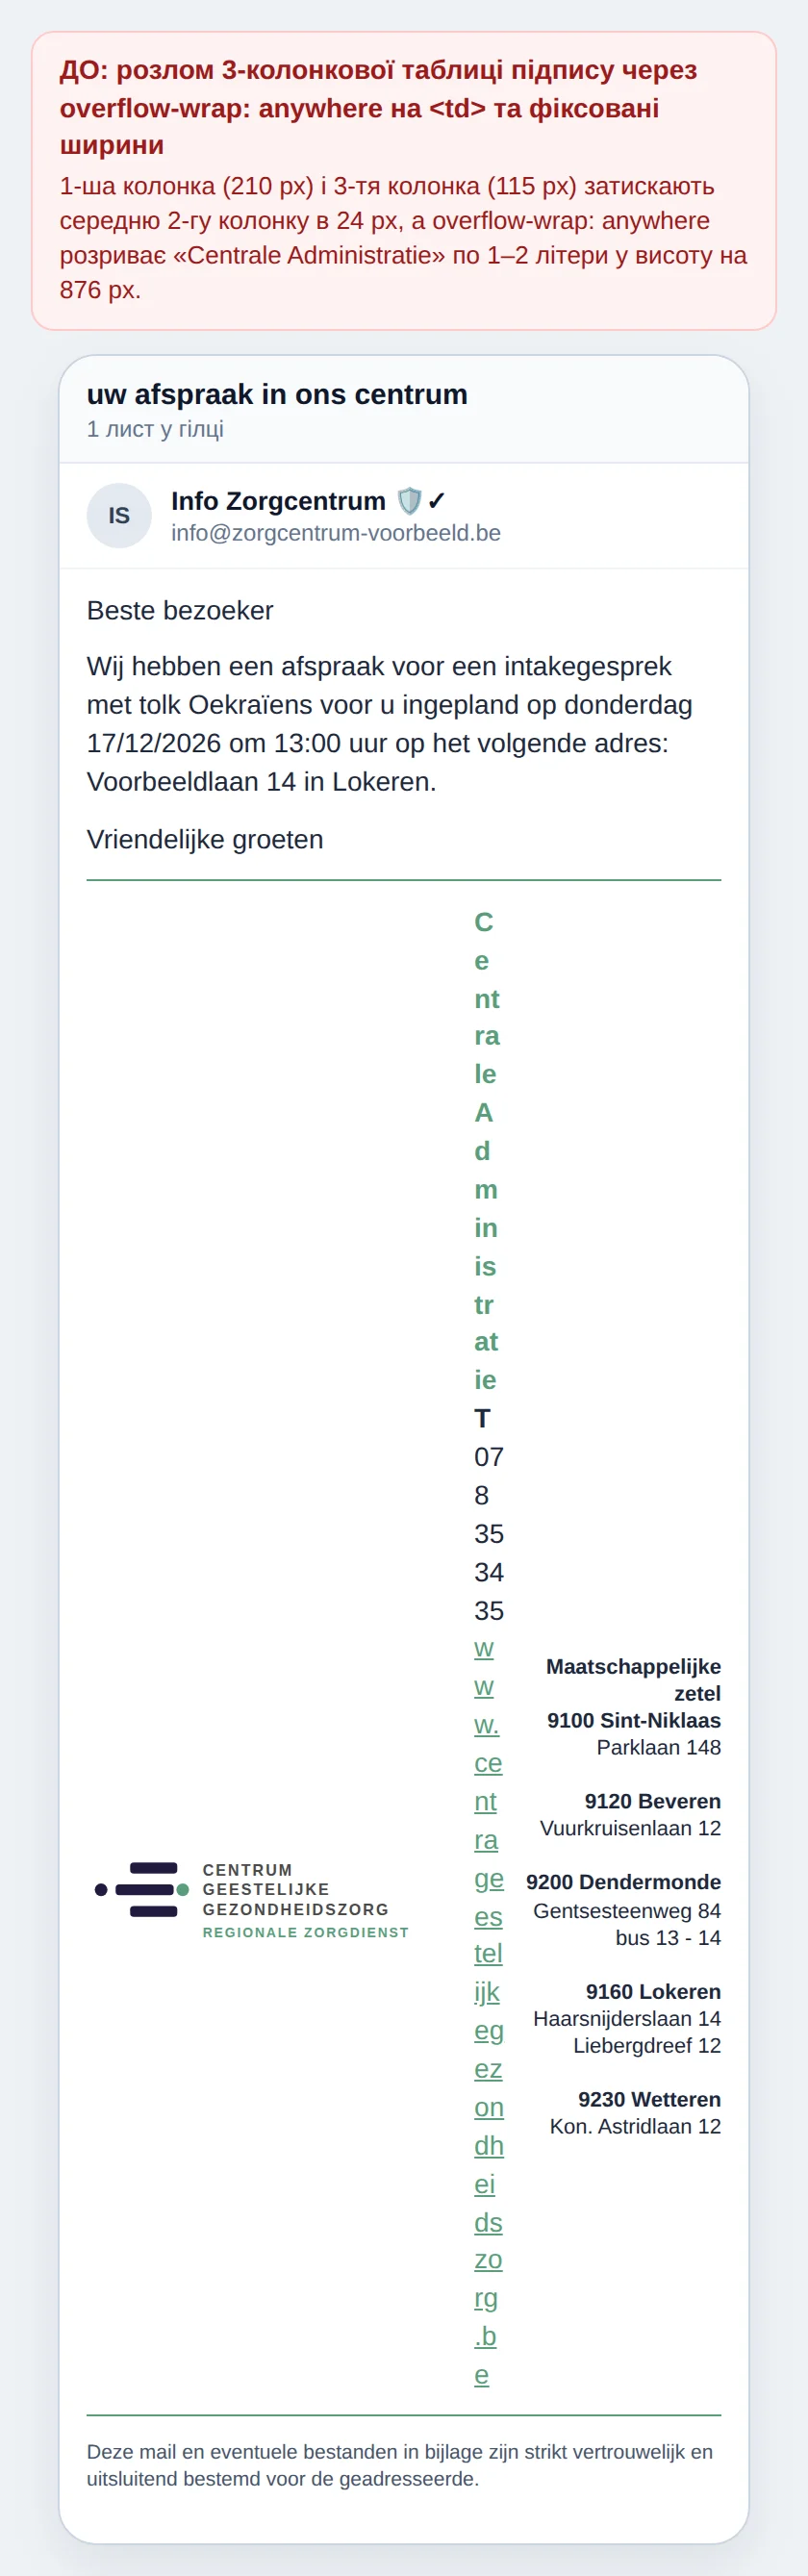 ДО: розлом 3-колонкової таблиці підпису через
overflow-wrap: anywhere на <td> та фіксовані
ширини
1-ша колонка (210 px) і 3-тя колонка (115 px) затискають
середню 2-гу колонку в 24 px, а overflow-wrap: anywhere
розриває «Centrale Administratie» по 1–2 літери у висоту на
876 px.
uw afspraak in ons centrum
1 лист у гілці
IS
Info Zorgcentrum 🛡️✓
info@zorgcentrum-voorbeeld.be
Beste bezoeker
Wij hebben een afspraak voor een intakegesprek
met tolk Oekraïens voor u ingepland op donderdag
17/12/2026 om 13:00 uur op het volgende adres:
Voorbeeldlaan 14 in Lokeren.
Vriendelijke groeten
CENTRUM
GEESTELIJKE
GEZONDHEIDSZORG
REGIONALE ZORGDIENST
C
e
nt
ra
le
A
d
m
in
is
tr
at
ie
T
07
8
35
34
35
w
w
w.
ce
nt
ra
ge
es
tel
ijk
eg
ez
on
dh
ei
ds
zo
rg
.b
e
Maatschappelijke
zetel
9100 Sint-Niklaas
Parklaan 148
9120 Beveren
Vuurkruisenlaan 12
9200 Dendermonde
Gentsesteenweg 84
bus 13 - 14
9160 Lokeren
Haarsnijderslaan 14
Liebergdreef 12
9230 Wetteren
Kon. Astridlaan 12
Deze mail en eventuele bestanden in bijlage zijn strikt vertrouwelijk en
uitsluitend bestemd voor de geadresseerde.